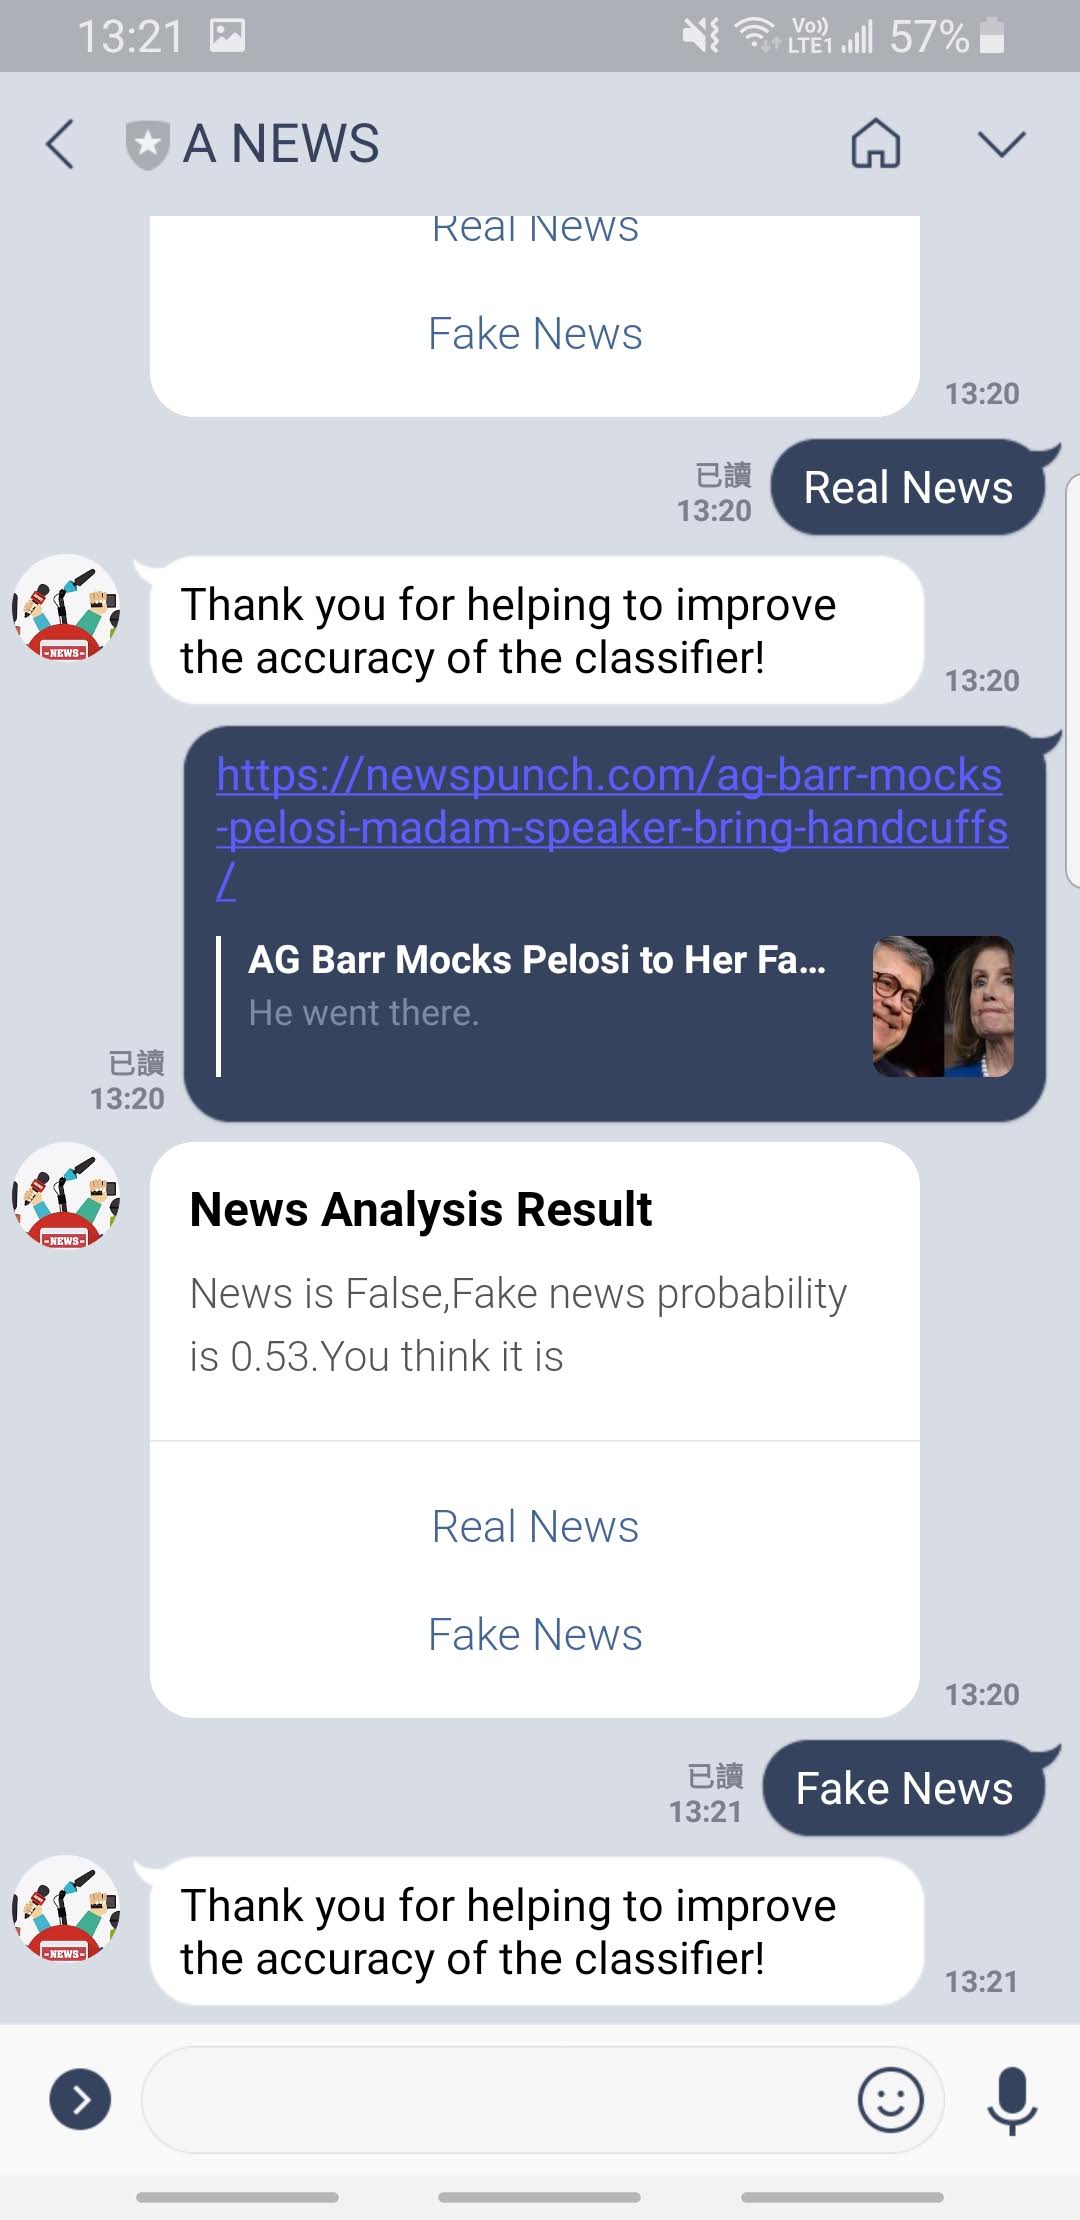 13:21
Vo))
LTE1
57%
A NEWS
Real News
Fake News
13:20
已讀
13:20
Real News
Thank you for helping to improve
the accuracy of the classifier!
13:20
-NEWS-
https://newspunch.com/ag-barr-mocks
-pelosi-madam-speaker-bring-handcuffs
/
AG Barr Mocks Pelosi to Her Fa...
He went there.
已讀
13:20
-NEWS-
News Analysis Result
News is False,Fake news probability
is 0.53.You think it is
Real News
Fake News
13:20
已讀
13:21
Fake News
Thank you for helping to improve
the accuracy of the classifier!
13:21
-NEWS-